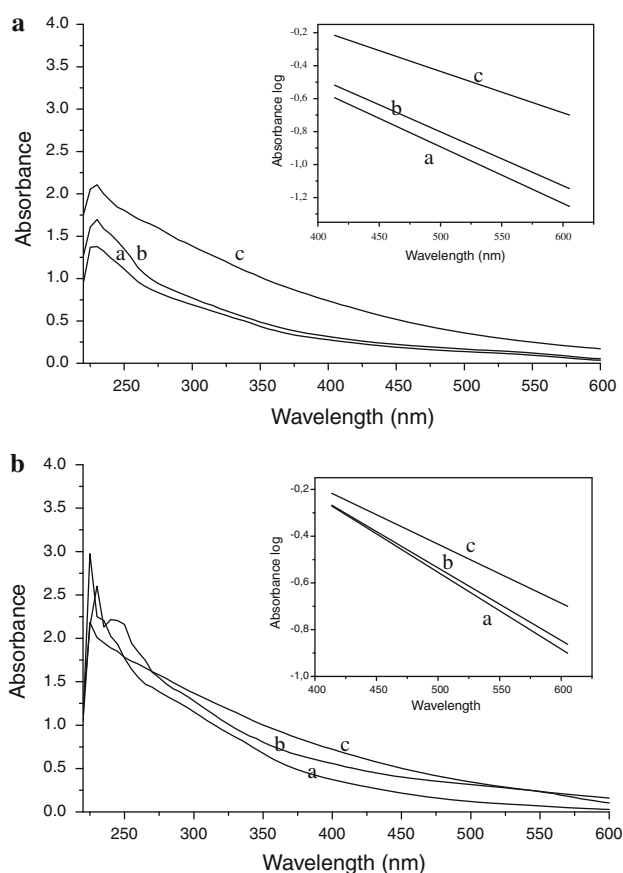 a
4.0
3.5
3.0
2.5
2.0
1.5
1.0
0.5
0.0
Absorbance
250 300 350 400 450 500 550 600
Wavelength (nm)
a
b
c
-0,2
-0,4
-0,6
-0,8
-1,0
-1,2
Absorbance log
400 450 500 550 600
Wavelength (nm)
c
b
a
b
4.0
3.5
3.0
2.5
2.0
1.5
1.0
0.5
0.0
Absorbance
250 300 350 400 450 500 550 600
Wavelength (nm)
b
c
a
-0,2
-0,4
-0,6
-0,8
-1,0
Absorbance log
400 450 500 550 600
Wavelength
c
b
a